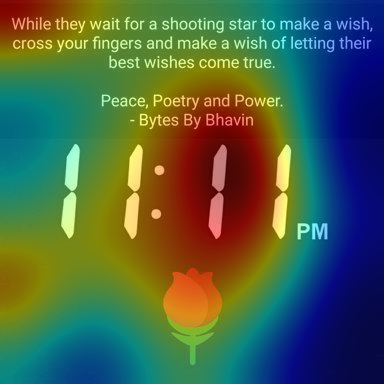 While they wait for a shooting star to make a wish,
cross your fingers and make a wish of letting their
best wishes come true.
Peace, Poetry and Power.
- Bytes By Bhavin
11:11 PM